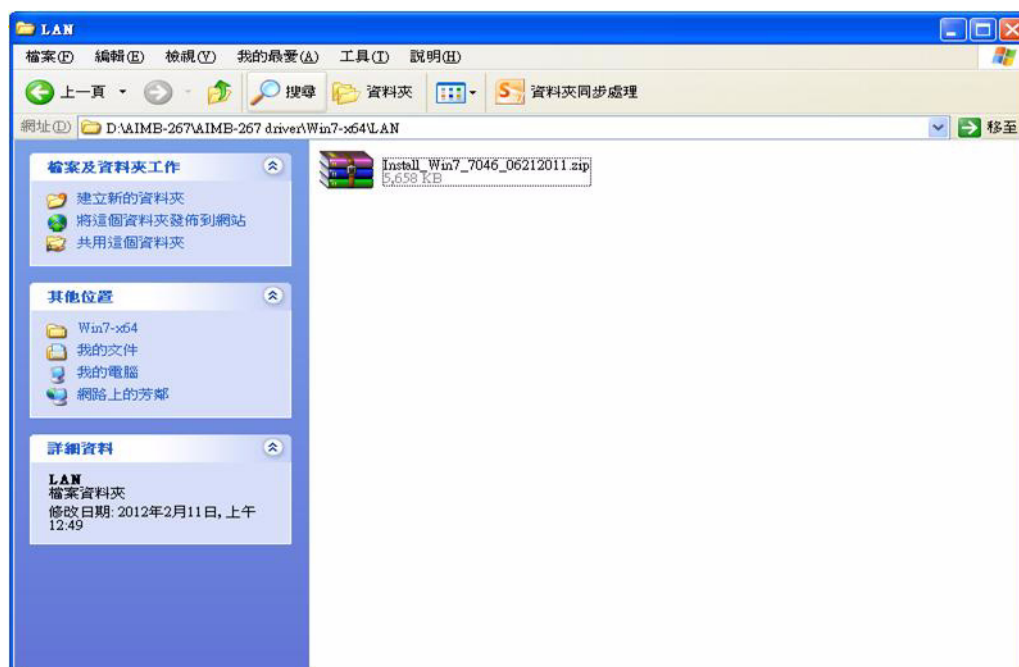 LAN
檔案(F) 編輯(E) 檢視(V) 我的最愛(A) 工具(T) 說明(H)
上一頁 搜尋 資料夾 資料夾同步處理
網址(D) D:\AIMB-267\AIMB-267 driver\Win7-x64\LAN 移至
檔案及資料夾工作
建立新的資料夾
將這個資料夾發佈到網站
共用這個資料夾
其他位置
Win7-x64
我的文件
我的電腦
網路上的芳鄰
詳細資料
LAN
檔案資料夾
修改日期: 2012年2月11日, 上午
12:49
Install_Win7_7046_06212011.zip
5,658 KB